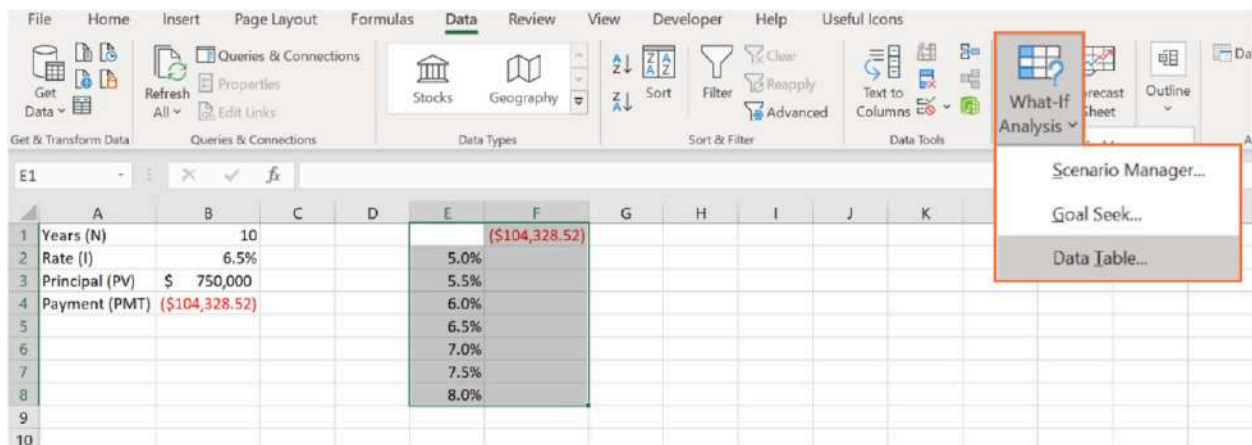 File Home Insert Page Layout Formulas Data Review View Developer Help Useful Icons
Get Data
Refresh All
Queries & Connections
Properties
Edit Links
Stocks
Geography
Sort
Filter
Clear
Reapply
Advanced
Text to Columns
What-If Analysis
Sheet
Outline
Get & Transform Data Queries & Connections Data Types Sort & Filter Data Tools
Scenario Manager...
Goal Seek...
Data Table...
E1 fx
A B C D E F G H I J K
1 Years (N) 10 ($104,328.52)
2 Rate (I) 6.5% 5.0%
3 Principal (PV) $ 750,000 5.5%
4 Payment (PMT) ($104,328.52) 6.0%
5 6.5%
6 7.0%
7 7.5%
8 8.0%
9
10